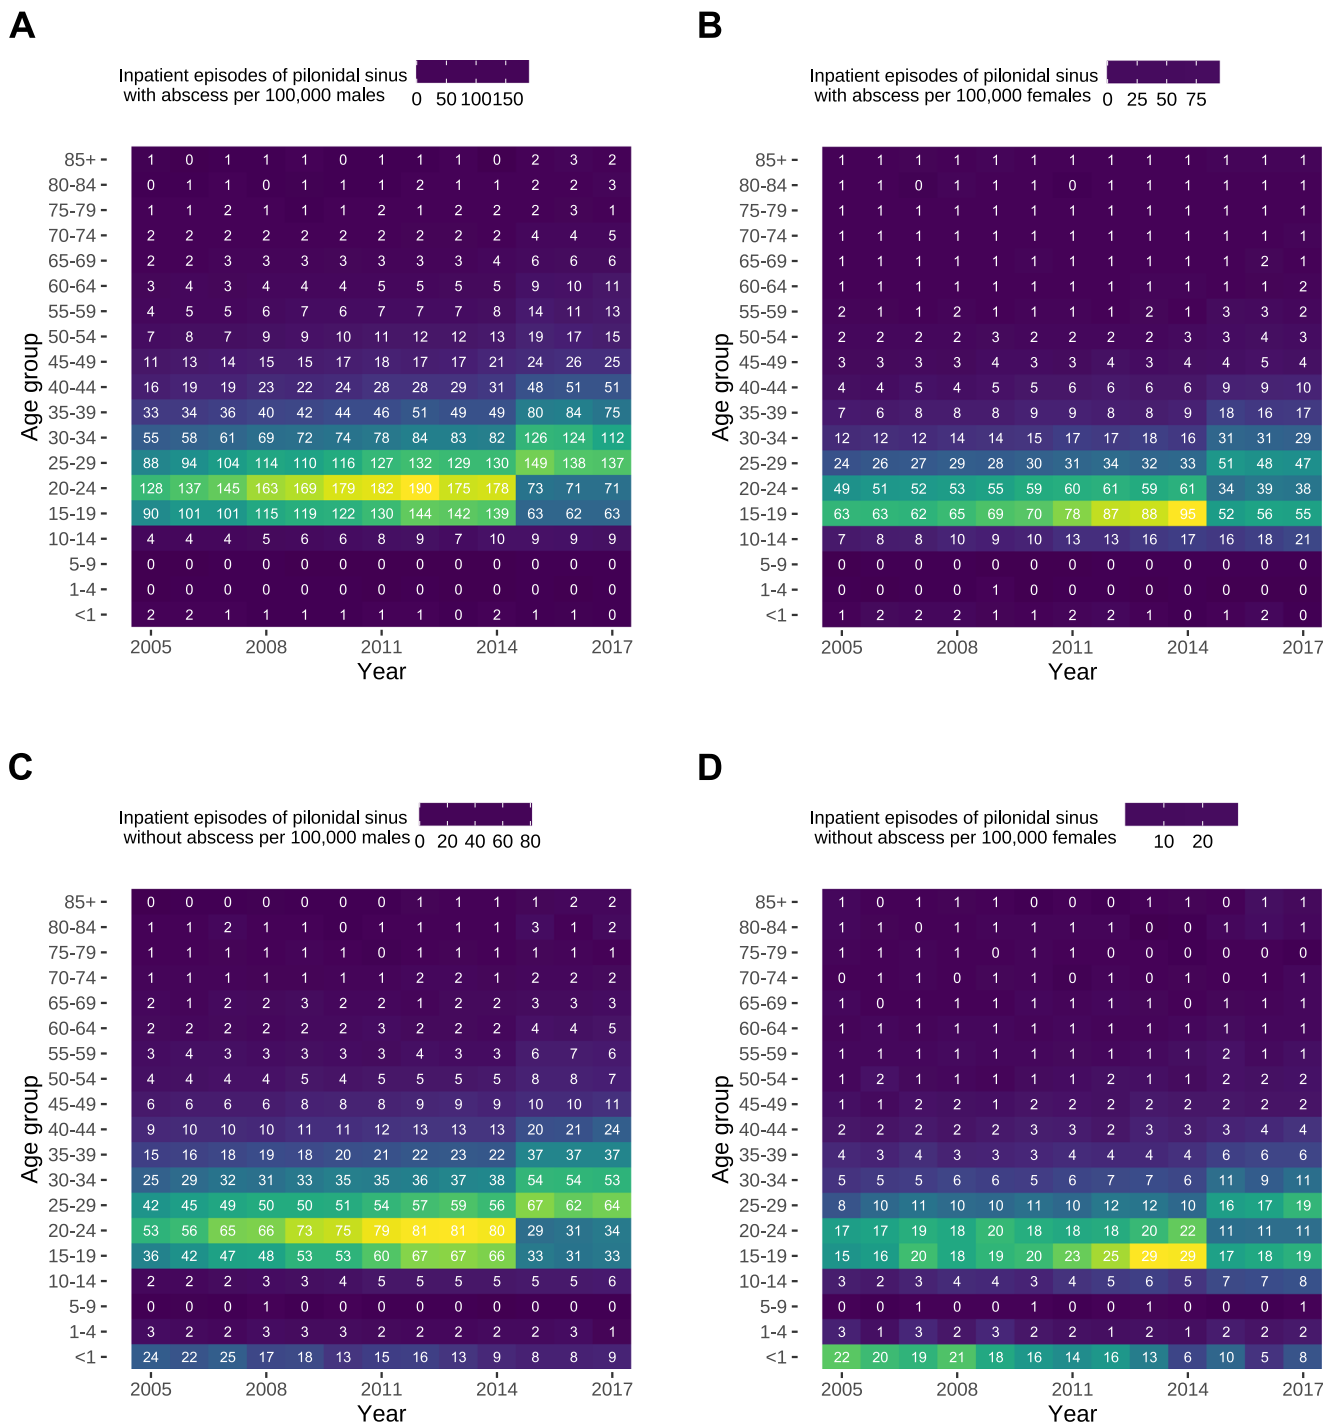 A
Inpatient episodes of pilonidal sinus
with abscess per 100,000 males
0 50 100 150
Age group
85+ 1 0 1 1 1 0 1 1 1 0 2 3 2
80-84 0 1 1 0 1 1 1 2 1 1 2 2 3
75-79 1 1 2 1 1 1 2 1 2 2 2 3 1
70-74 2 2 2 2 2 2 2 2 2 2 4 4 5
65-69 2 2 3 3 3 3 3 3 3 4 6 6 6
60-64 3 4 3 4 4 4 5 5 5 5 9 10 11
55-59 4 5 5 6 7 6 7 7 7 8 14 11 13
50-54 7 8 7 9 9 10 11 12 12 13 19 17 15
45-49 11 13 14 15 15 17 18 17 17 21 24 26 25
40-44 16 19 19 23 22 24 28 28 29 31 48 51 51
35-39 33 34 36 40 42 44 46 51 49 49 80 84 75
30-34 55 58 61 69 72 74 78 84 83 82 126 124 112
25-29 88 94 104 114 110 116 127 132 129 130 149 138 137
20-24 128 137 145 163 169 179 182 190 175 178 73 71 71
15-19 90 101 101 115 119 122 130 144 142 139 63 62 63
10-14 4 4 4 5 6 6 8 9 7 10 9 9 9
5-9 0 0 0 0 0 0 0 0 0 0 0 0 0
1-4 0 0 0 0 0 0 0 0 0 0 0 0 0
<1 2 2 1 1 1 1 1 1 0 2 1 1 0
2005 2008 2011 2014 2017
Year
B
Inpatient episodes of pilonidal sinus
with abscess per 100,000 females
0 25 50 75
Age group
85+ 1 1 1 1 1 1 1 1 1 1 1 1 1
80-84 1 1 0 1 1 1 0 1 1 1 1 1 1
75-79 1 1 1 1 1 1 1 1 1 1 1 1 1
70-74 1 1 1 1 1 1 1 1 1 1 1 1 1
65-69 1 1 1 1 1 1 1 1 1 1 1 2 1
60-64 1 1 1 1 1 1 1 1 1 1 1 1 2
55-59 2 1 1 2 1 1 1 1 2 1 3 3 2
50-54 2 2 2 2 3 2 2 2 2 3 3 4 3
45-49 3 3 3 3 4 3 3 4 3 4 4 5 4
40-44 4 4 5 4 5 5 6 6 6 6 9 9 10
35-39 7 6 8 8 8 9 9 8 8 9 18 16 17
30-34 12 12 12 14 14 15 17 17 18 16 31 31 29
25-29 24 26 27 29 28 30 31 34 32 33 51 48 47
20-24 49 51 52 53 55 59 60 61 59 61 34 39 38
15-19 63 63 62 65 69 70 78 87 88 95 52 56 55
10-14 7 8 8 10 9 10 13 13 16 17 16 18 21
5-9 0 0 0 0 0 0 0 0 0 0 0 0 0
1-4 0 0 0 0 1 0 0 0 0 0 0 0 0
<1 1 2 2 2 1 1 2 2 1 0 1 2 0
2005 2008 2011 2014 2017
Year
C
Inpatient episodes of pilonidal sinus
without abscess per 100,000 males
0 20 40 60 80
Age group
85+ 0 0 0 0 0 0 0 1 1 1 1 2 2
80-84 1 1 2 1 1 0 1 1 1 1 3 1 2
75-79 1 1 1 1 1 1 0 1 1 1 1 1 1
70-74 1 1 1 1 1 1 1 2 2 1 2 2 2
65-69 2 1 2 2 3 2 2 1 2 2 3 3 3
60-64 2 2 2 2 2 2 3 2 2 2 4 4 5
55-59 3 4 3 3 3 3 3 4 3 3 6 7 6
50-54 4 4 4 4 5 4 5 5 5 5 8 8 7
45-49 6 6 6 6 8 8 8 9 9 9 10 10 11
40-44 9 10 10 10 11 11 12 13 13 13 20 21 24
35-39 15 16 18 19 18 20 21 22 23 22 37 37 37
30-34 25 29 32 31 33 35 35 36 37 38 54 54 53
25-29 42 45 49 50 50 51 54 57 59 56 67 62 64
20-24 53 56 65 66 73 75 79 81 81 80 29 31 34
15-19 36 42 47 48 53 53 60 67 67 66 33 31 33
10-14 2 2 2 3 3 4 5 5 5 5 5 5 6
5-9 0 0 0 1 0 0 0 0 0 0 0 0 0
1-4 3 2 2 3 3 3 2 2 2 2 2 3 1
<1 24 22 25 17 18 13 15 16 13 9 8 8 9
2005 2008 2011 2014 2017
Year
D
Inpatient episodes of pilonidal sinus
without abscess per 100,000 females
10 20
Age group
85+ 1 0 1 1 1 0 0 0 1 1 0 1 1
80-84 1 1 0 1 1 1 1 1 0 0 1 1 1
75-79 1 1 1 1 0 1 1 0 0 0 0 0 0
70-74 0 1 1 0 1 1 0 1 0 1 0 1 1
65-69 1 0 1 1 1 1 1 1 1 0 1 1 1
60-64 1 1 1 1 1 1 1 1 1 1 1 1 1
55-59 1 1 1 1 1 1 1 1 1 1 2 1 1
50-54 1 2 1 1 1 1 1 2 1 1 2 2 2
45-49 1 1 2 2 1 2 2 2 2 2 2 2 2
40-44 2 2 2 2 2 3 3 2 3 3 3 4 4
35-39 4 3 4 3 3 3 4 4 4 4 6 6 6
30-34 5 5 5 6 6 5 6 7 7 6 11 9 11
25-29 8 10 11 10 10 11 10 12 12 10 16 17 19
20-24 17 17 19 18 20 18 18 18 20 22 11 11 11
15-19 15 16 20 18 19 20 23 25 29 29 17 18 19
10-14 3 2 3 4 4 3 4 5 6 5 7 7 8
5-9 0 0 1 0 0 1 0 0 1 0 0 0 1
1-4 3 1 3 2 3 2 2 1 2 1 2 2 2
<1 22 20 19 21 18 16 14 16 13 6 10 5 8
2005 2008 2011 2014 2017
Year